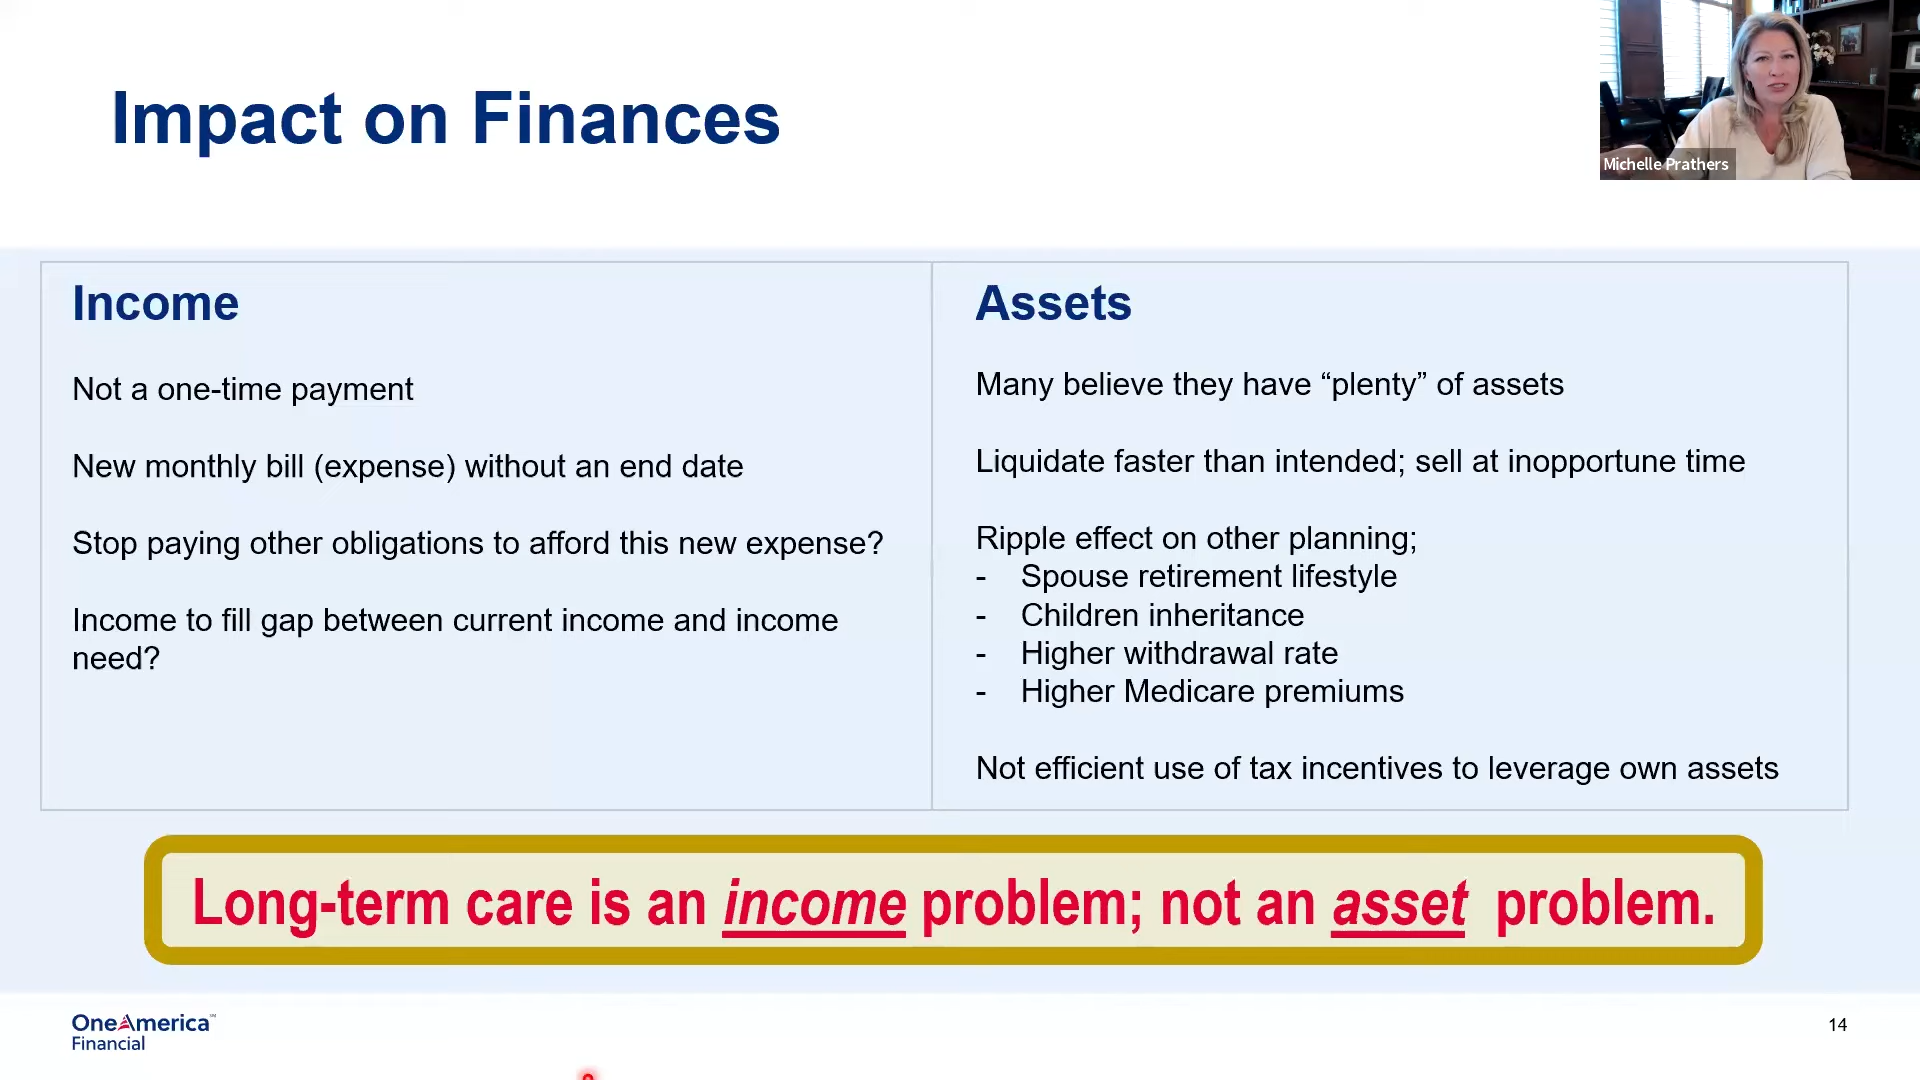 Impact on Finances
Michelle Prathers
Income
Not a one-time payment
New monthly bill (expense) without an end date
Stop paying other obligations to afford this new expense?
Income to fill gap between current income and income
need?
Assets
Many believe they have “plenty” of assets
Liquidate faster than intended; sell at inopportune time
Ripple effect on other planning;
- Spouse retirement lifestyle
- Children inheritance
- Higher withdrawal rate
- Higher Medicare premiums
Not efficient use of tax incentives to leverage own assets
Long-term care is an income problem; not an asset problem.
OneAmerica
Financial
14